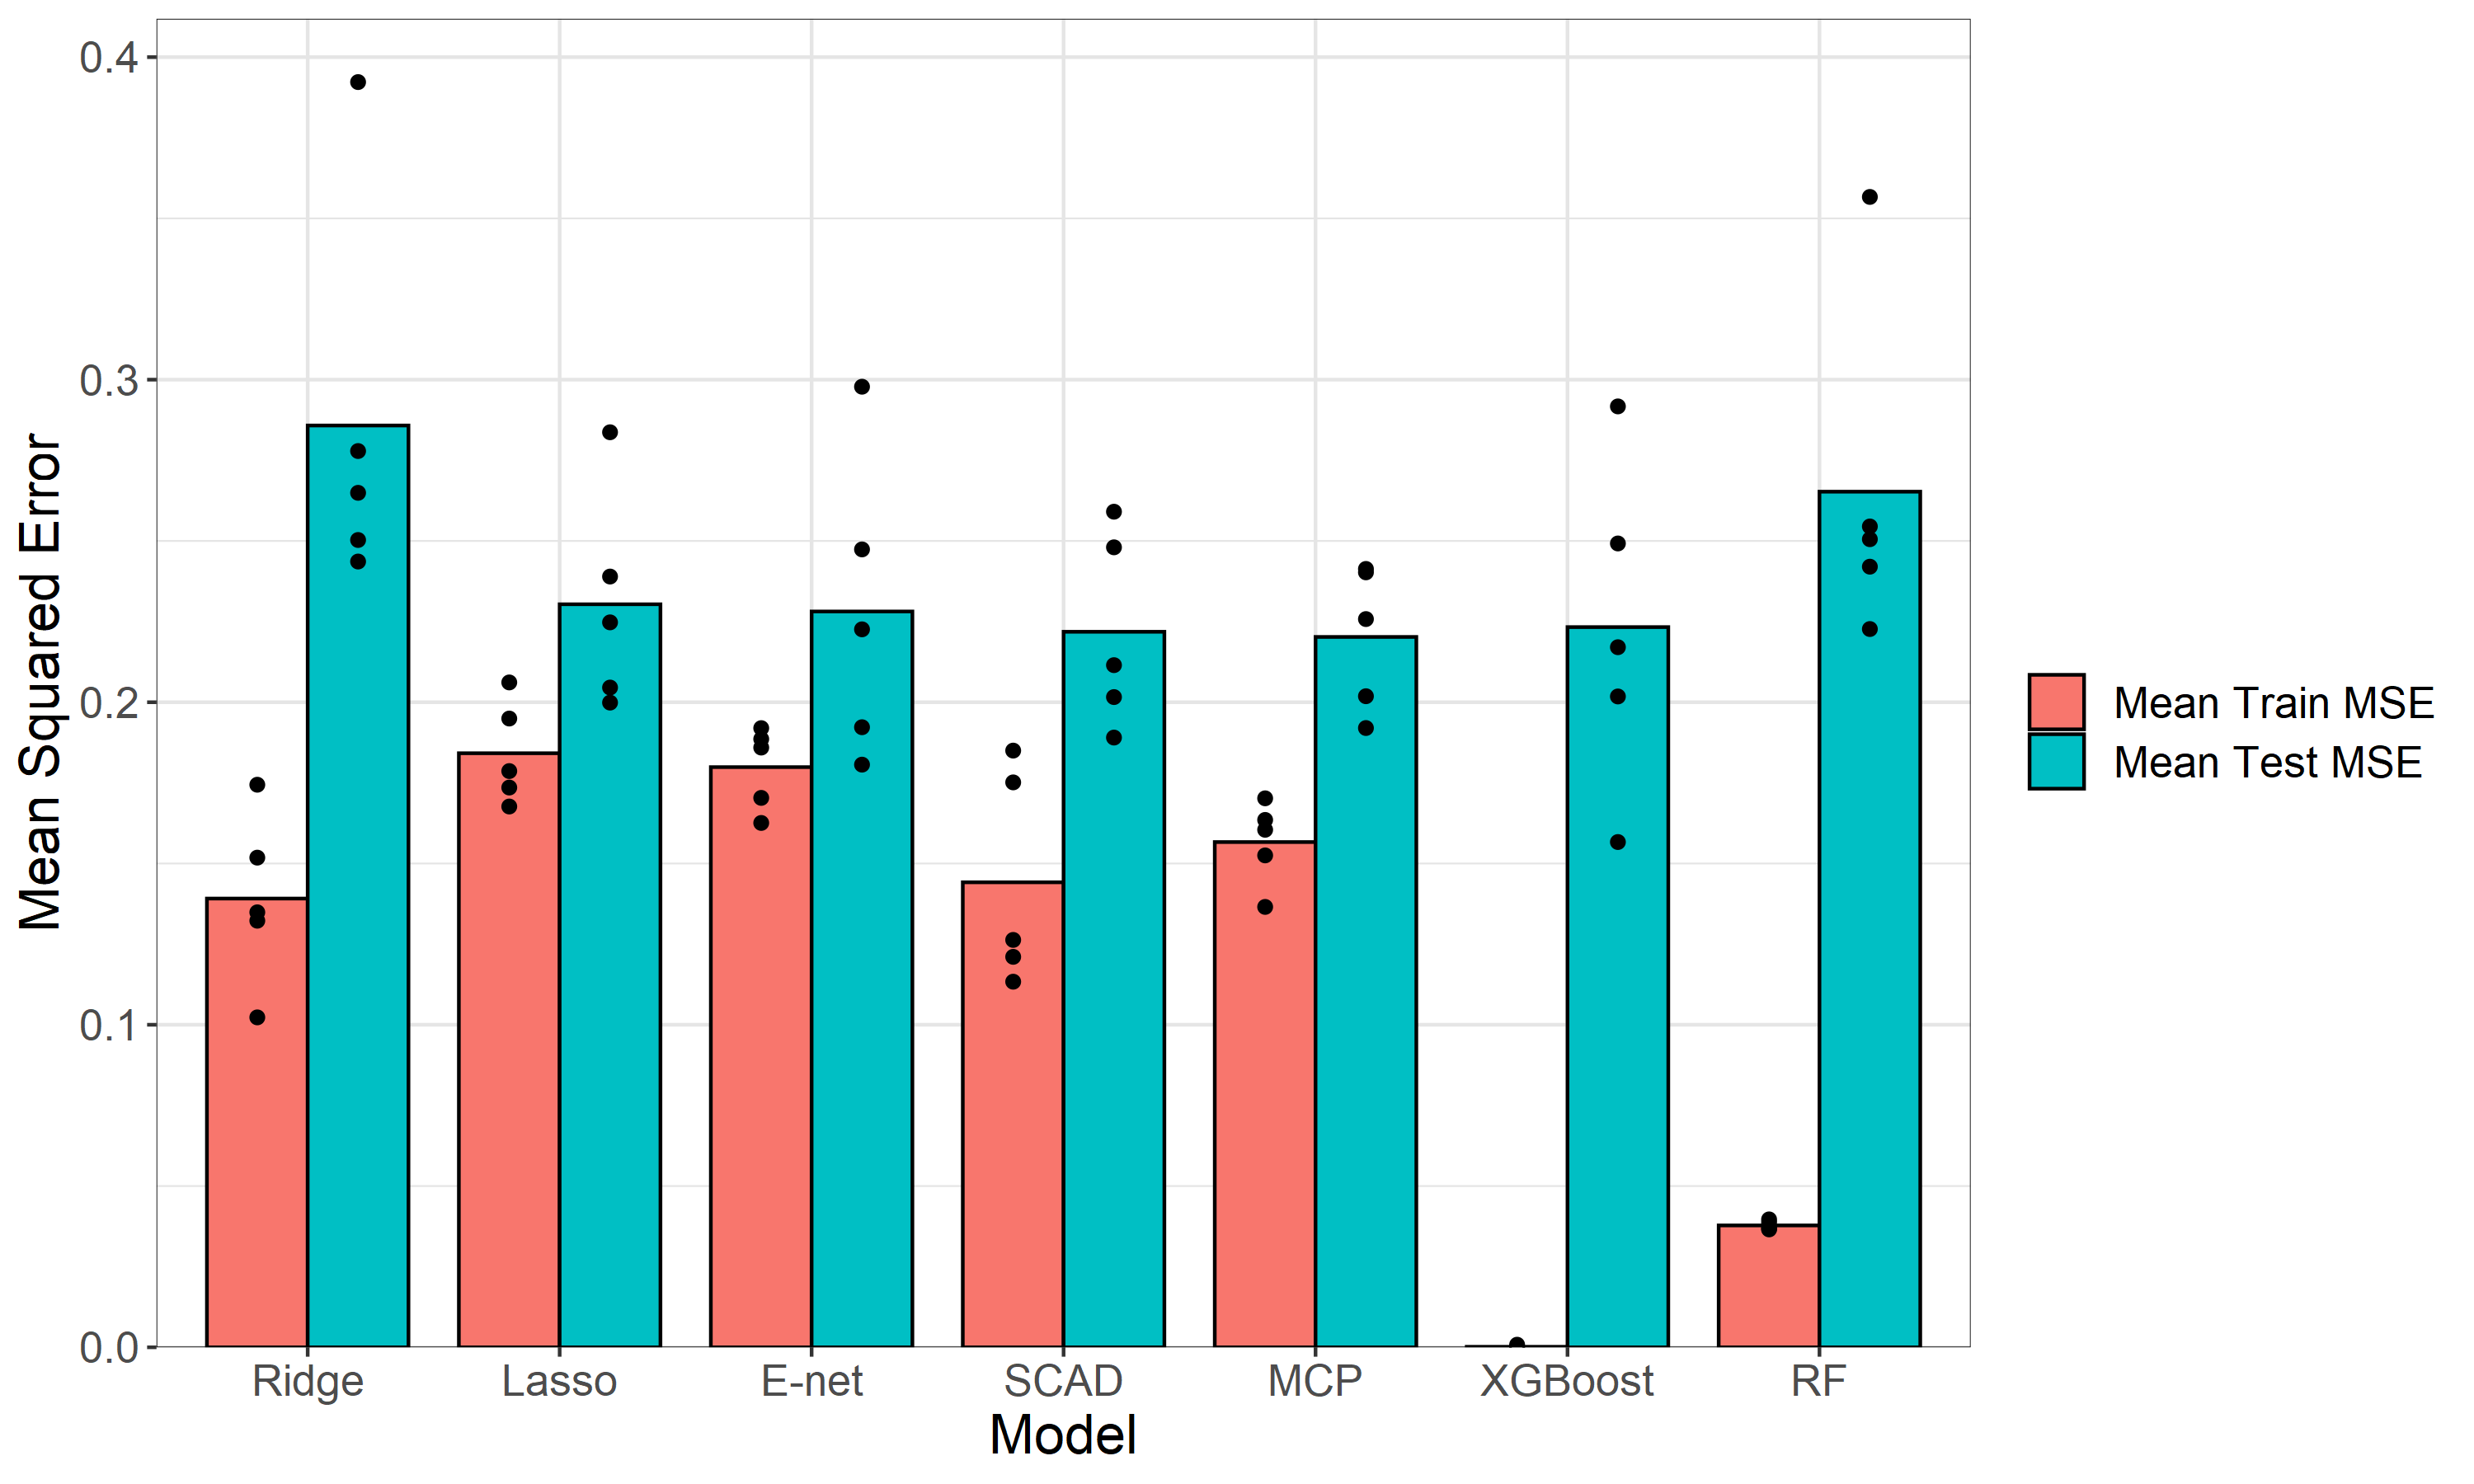 Mean Squared Error
0.4
0.3
0.2
0.1
0.0
Ridge
Lasso
E-net
SCAD
MCP
XGBoost
RF
Model
Mean Train MSE
Mean Test MSE